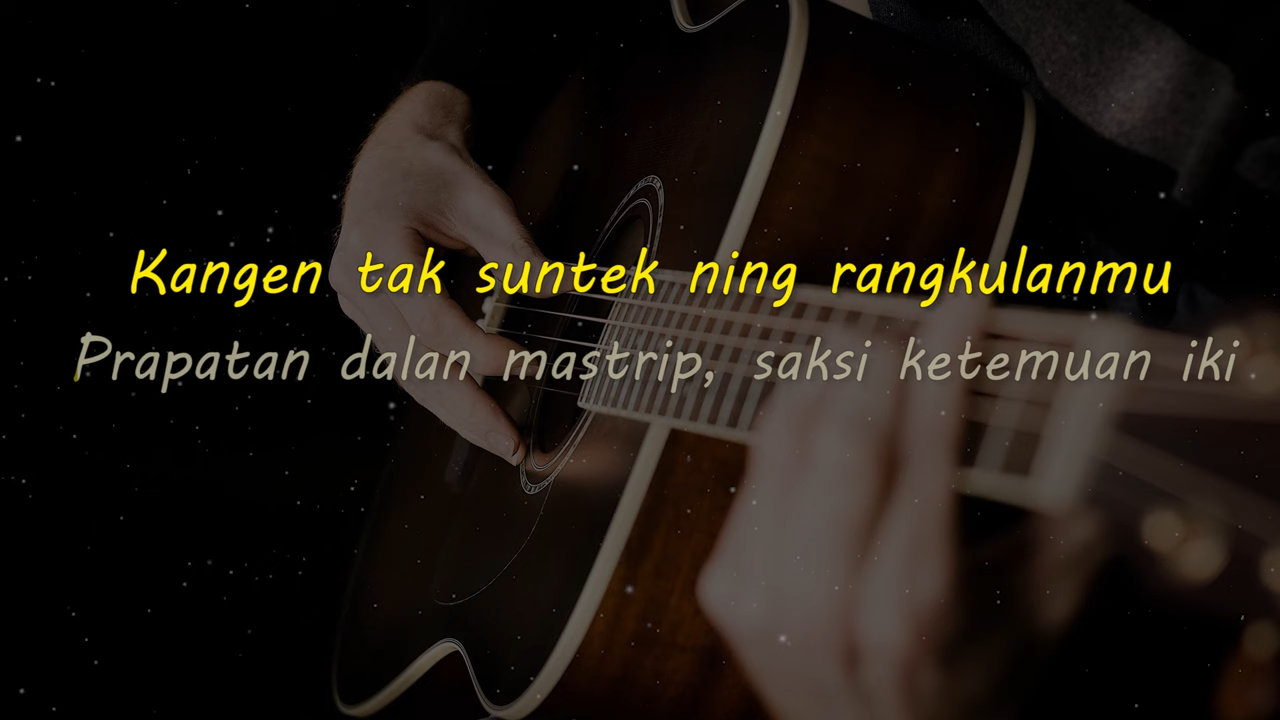 Kangen tak suntek ning rangkulanmu
Prapatan dalan mastrip, saksi ketemuan iki